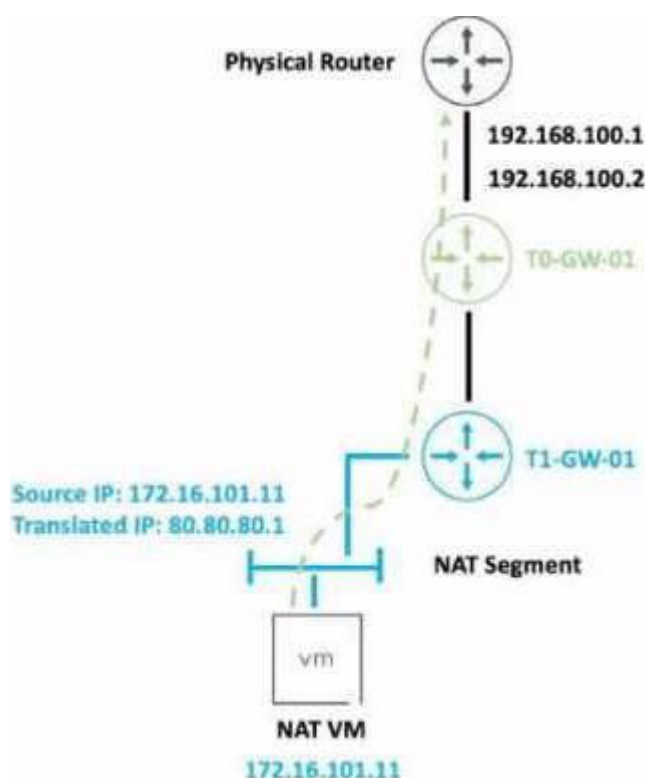 Physical Router
192.168.100.1
192.168.100.2
T0-GW-01
T1-GW-01
Source IP: 172.16.101.11
Translated IP: 80.80.80.1
NAT Segment
vm
NAT VM
172.16.101.11